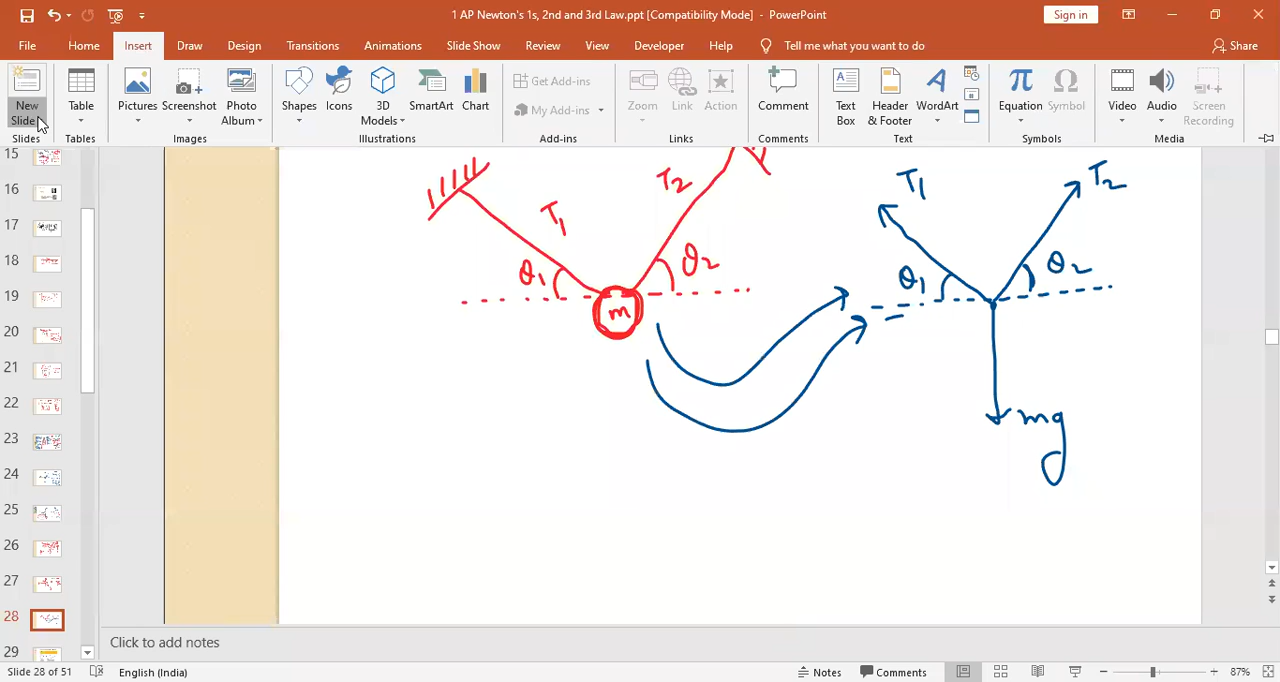 1 AP Newton's 1s, 2nd and 3rd Law.ppt [Compatibility Mode] - PowerPoint
Sign in
File Home Insert Draw Design Transitions Animations Slide Show Review View Developer Help Tell me what you want to do Share
New Slide
Table
Pictures
Screenshot
Photo Album
Shapes
Icons
3D Models
SmartArt
Chart
Get Add-ins
My Add-ins
Zoom
Link
Action
Comment
Text Box
Header & Footer
WordArt
Equation
Symbol
Video
Audio
Screen Recording
Slides Tables Images Illustrations Add-ins Links Comments Text Symbols Media
15
16
17
18
19
20
21
22
23
24
25
26
27
28
29
T1
T2
θ1
θ2
m
T1
T2
θ1
θ2
mg
Click to add notes
Slide 28 of 51 English (India) Notes Comments 87%